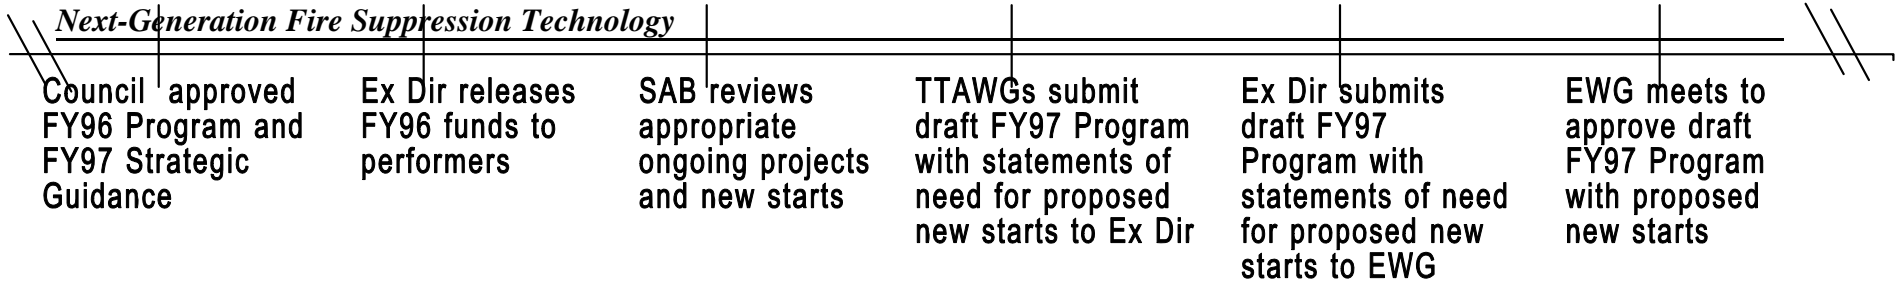 Next-Generation Fire Suppression Technology
Council approved
FY96 Program and
FY97 Strategic
Guidance
Ex Dir releases
FY96 funds to
performers
SAB reviews
appropriate
ongoing projects
and new starts
TTAWGs submit
draft FY97 Program
with statements of
need for proposed
new starts to Ex Dir
Ex Dir submits
draft FY97
Program with
statements of need
for proposed new
starts to EWG
EWG meets to
approve draft
FY97 Program
with proposed
new starts